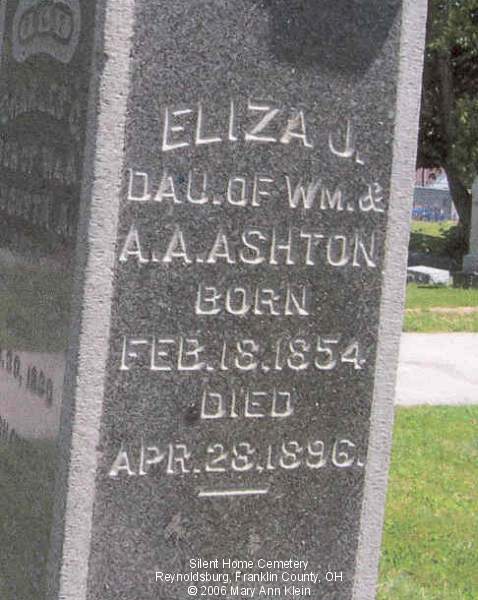 ELIZA J.
DAU. OF WM. &
A. A. ASHTON
BORN
FEB. 18. 1854
DIED
APR. 28. 1896.
Silent Home Cemetery
Reynoldsburg, Franklin County, OH
© 2006 Mary Ann Klein